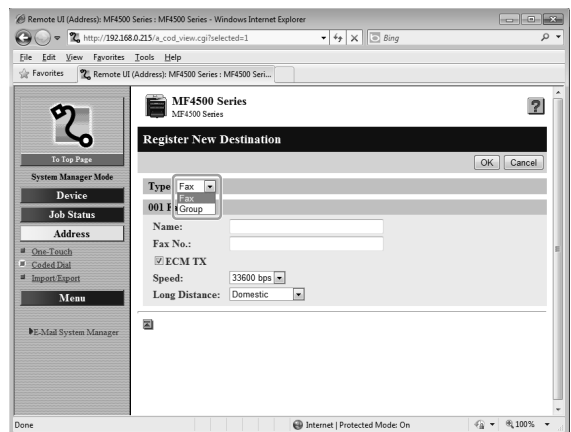 Remote UI (Address): MF4500 Series : MF4500 Series - Windows Internet Explorer
http://192.168.0.215/a_cod_view.cgi?selected=1
Bing
File Edit View Favorites Tools Help
Favorites
Remote UI (Address): MF4500 Series : MF4500 Seri...
To Top Page
System Manager Mode
Device
Job Status
Address
One-Touch
Coded Dial
Import/Export
Menu
E-Mail System Manager
MF4500 Series
MF4500 Series
Register New Destination
OK Cancel
Type Fax
Fax
Group
001 F
Name:
Fax No.:
ECM TX
Speed: 33600 bps
Long Distance: Domestic
Done
Internet | Protected Mode: On
100%